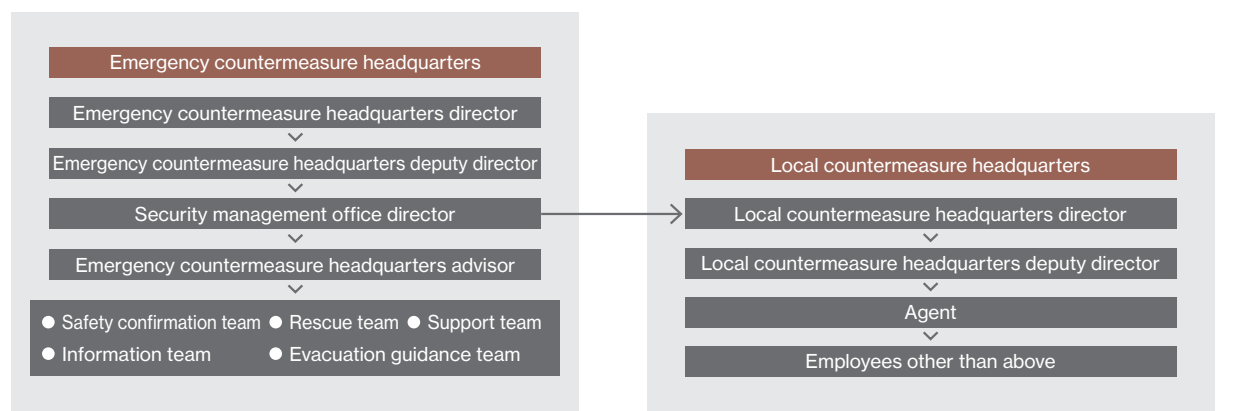 Emergency countermeasure headquarters
Emergency countermeasure headquarters director
Emergency countermeasure headquarters deputy director
Security management office director
Emergency countermeasure headquarters advisor
● Safety confirmation team ● Rescue team ● Support team
● Information team ● Evacuation guidance team
Local countermeasure headquarters
Local countermeasure headquarters director
Local countermeasure headquarters deputy director
Agent
Employees other than above